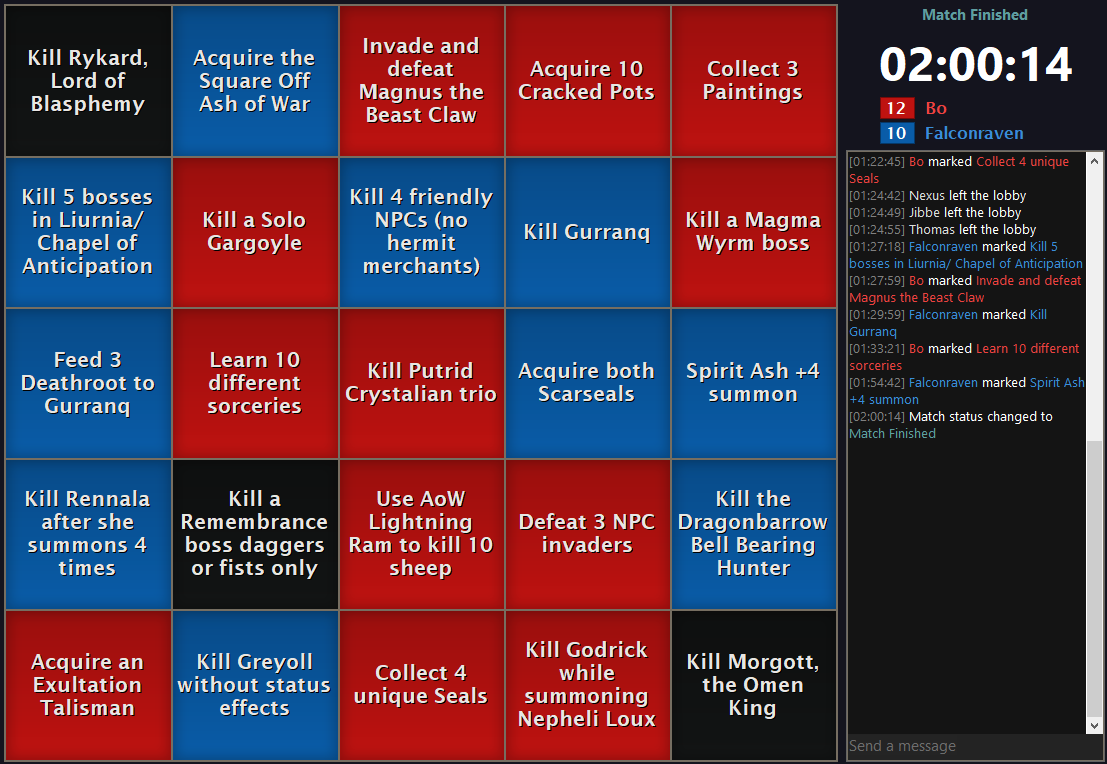 Kill Rykard,
Lord of
Blasphemy
Acquire the
Square Off
Ash of War
Invade and
defeat
Magnus the
Beast Claw
Acquire 10
Cracked Pots
Collect 3
Paintings
Kill 5 bosses
in Liurnia/
Chapel of
Anticipation
Kill a Solo
Gargoyle
Kill 4 friendly
NPCs (no
hermit
merchants)
Kill Gurranq
Kill a Magma
Wyrm boss
Feed 3
Deathroot to
Gurranq
Learn 10
different
sorceries
Kill Putrid
Crystalian trio
Acquire both
Scarseals
Spirit Ash +4
summon
Kill Rennala
after she
summons 4
times
Kill a
Remembrance
boss daggers
or fists only
Use AoW
Lightning
Ram to kill 10
sheep
Defeat 3 NPC
invaders
Kill the
Dragonbarrow
Bell Bearing
Hunter
Acquire an
Exultation
Talisman
Kill Greyoll
without status
effects
Collect 4
unique Seals
Kill Godrick
while
summoning
Nepheli Loux
Kill Morgott,
the Omen
King
Match Finished
02:00:14
12 Bo
10 Falconraven
[01:22:45] Bo marked Collect 4 unique
Seals
[01:24:42] Nexus left the lobby
[01:24:49] Jibbe left the lobby
[01:24:55] Thomas left the lobby
[01:27:18] Falconraven marked Kill 5
bosses in Liurnia/ Chapel of Anticipation
[01:27:59] Bo marked Invade and defeat
Magnus the Beast Claw
[01:29:59] Falconraven marked Kill
Gurranq
[01:33:21] Bo marked Learn 10 different
sorceries
[01:54:42] Falconraven marked Spirit Ash
+4 summon
[02:00:14] Match status changed to
Match Finished
Send a message